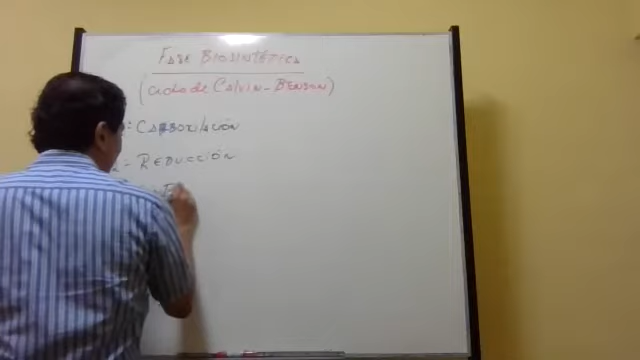 FASE BIOSINTÉTICA
(Ciclo de CALVIN - BENSON)
: CARBOXILACIÓN
= REDUCCIÓN